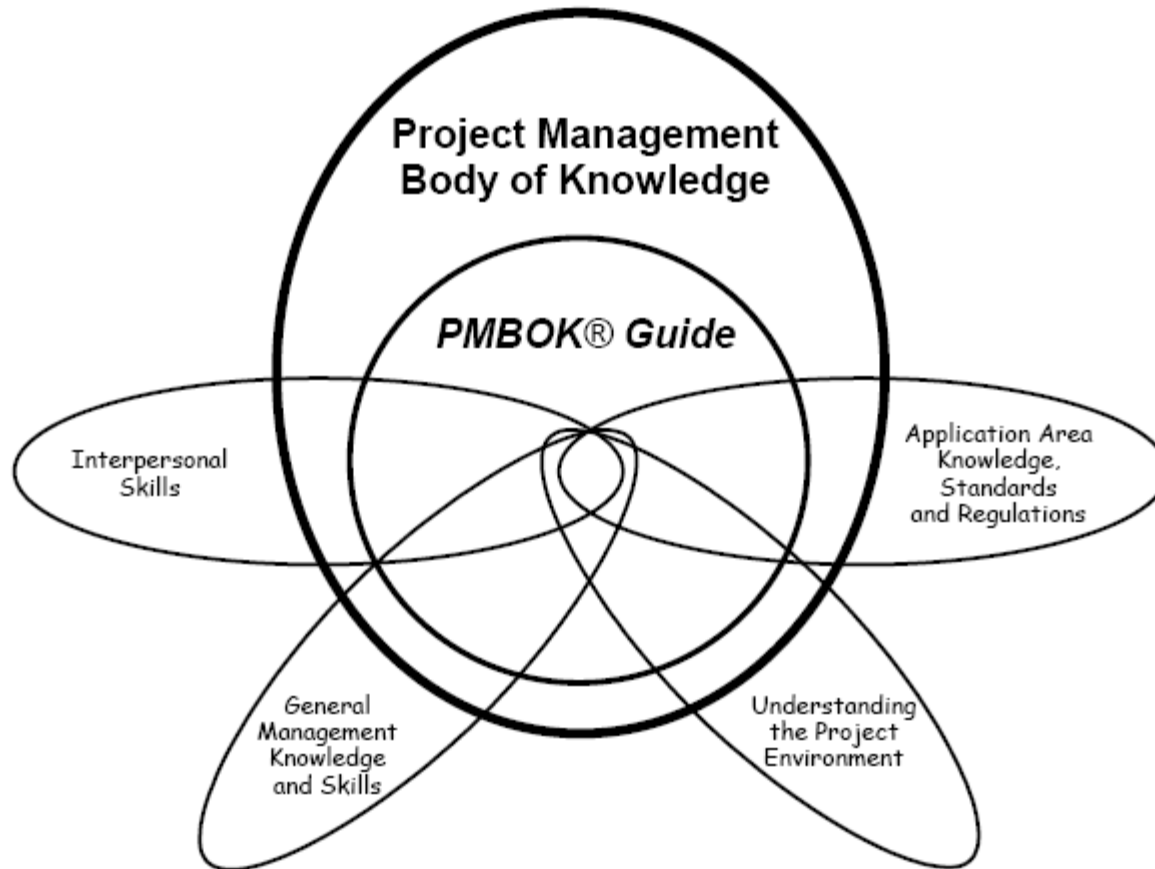 Project Management
Body of Knowledge
PMBOK® Guide
Interpersonal
Skills
Application Area
Knowledge,
Standards
and Regulations
General
Management
Knowledge
and Skills
Understanding
the Project
Environment